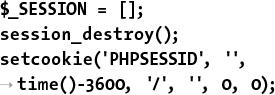 $_SESSION = [];
session_destroy();
setcookie('PHPSESSID', '',
→time()-3600, '/', '', 0, 0);